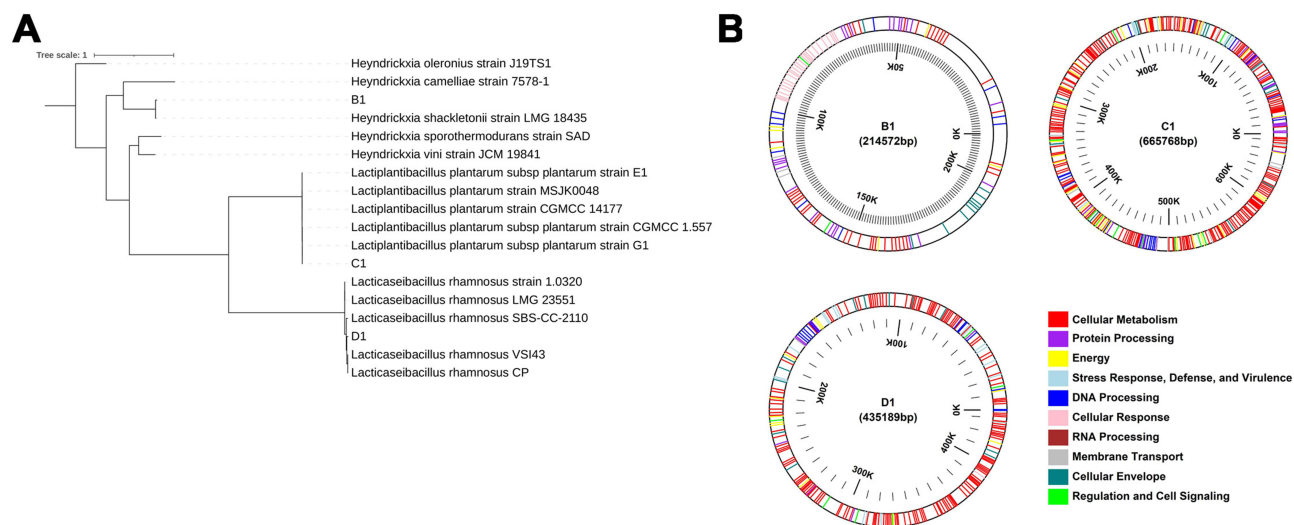 A
Tree scale: 1
Heyndrickxia oleronius strain J19TS1
Heyndrickxia camelliae strain 7578-1
B1
Heyndrickxia shackletonii strain LMG 18435
Heyndrickxia sporothermodurans strain SAD
Heyndrickxia vini strain JCM 19841
Lactiplantibacillus plantarum subsp plantarum strain E1
Lactiplantibacillus plantarum strain MSJK0048
Lactiplantibacillus plantarum strain CGMCC 14177
Lactiplantibacillus plantarum subsp plantarum strain CGMCC 1.557
Lactiplantibacillus plantarum subsp plantarum strain G1
C1
Lacticaseibacillus rhamnosus strain 1.0320
Lacticaseibacillus rhamnosus LMG 23551
Lacticaseibacillus rhamnosus SBS-CC-2110
D1
Lacticaseibacillus rhamnosus VSI43
Lacticaseibacillus rhamnosus CP
B
B1
(214572bp)
0K
50K
100K
150K
200K
C1
(665768bp)
0K
100K
200K
300K
400K
500K
600K
D1
(435189bp)
0K
100K
200K
300K
400K
Cellular Metabolism
Protein Processing
Energy
Stress Response, Defense, and Virulence
DNA Processing
Cellular Response
RNA Processing
Membrane Transport
Cellular Envelope
Regulation and Cell Signaling